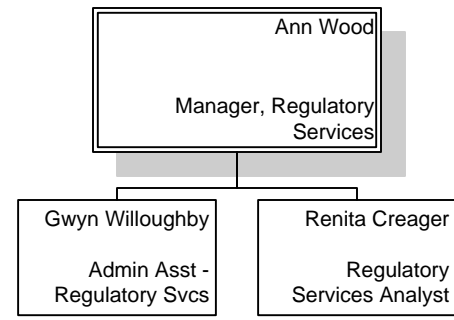 Ann Wood
Manager, Regulatory
Services
Gwyn Willoughby
Admin Asst -
Regulatory Svcs
Renita Creager
Regulatory
Services Analyst